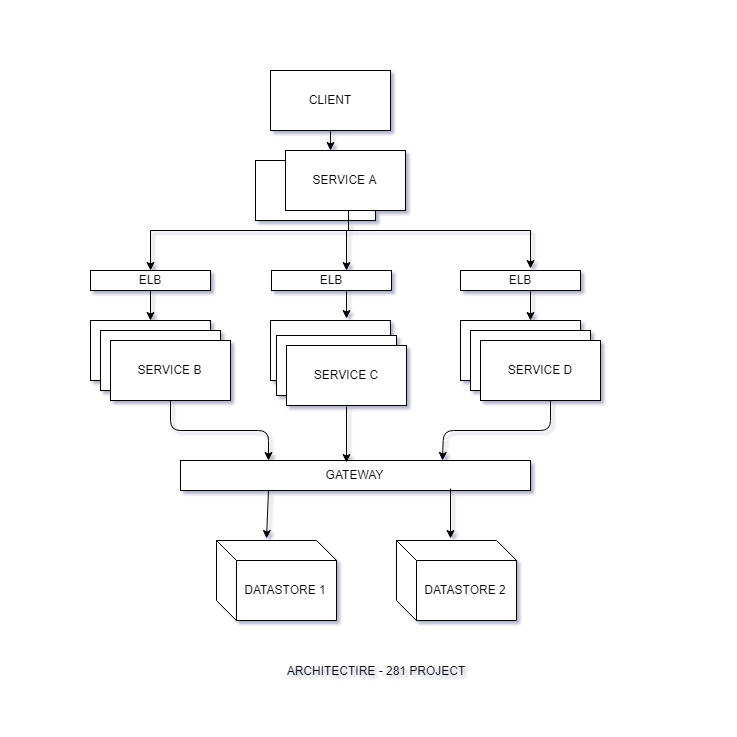 CLIENT
SERVICE A
ELB
ELB
ELB
SERVICE B
SERVICE C
SERVICE D
GATEWAY
DATASTORE 1
DATASTORE 2
ARCHITECTIRE - 281 PROJECT